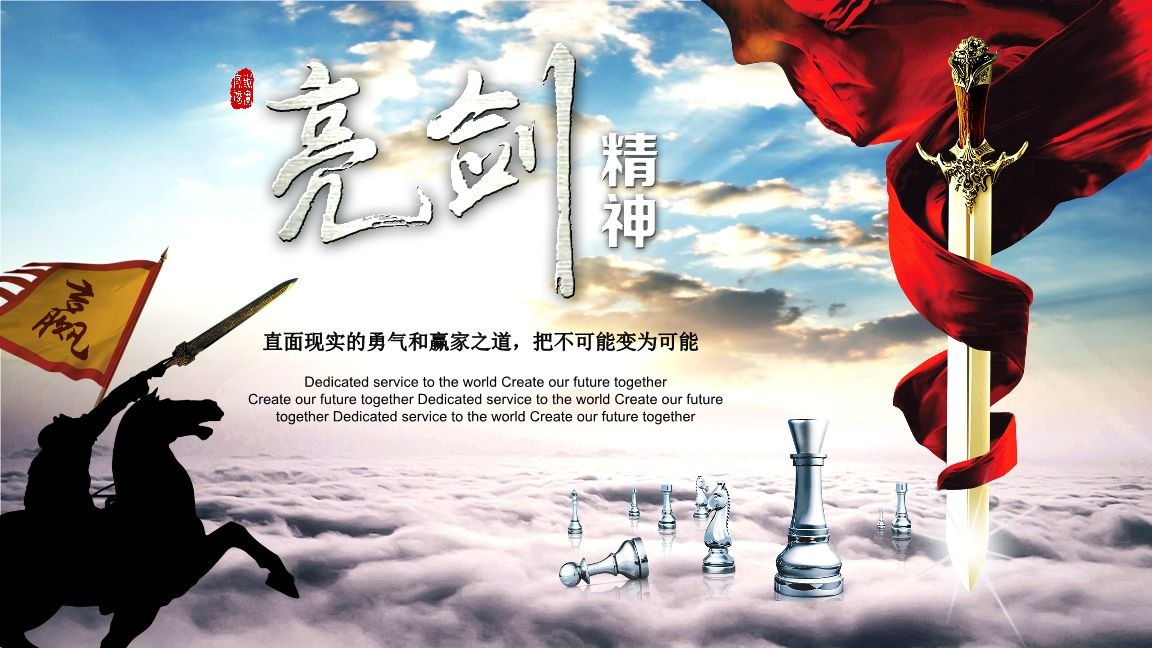 亮剑
精神
直面现实的勇气和赢家之道，把不可能变为可能
Dedicated service to the world Create our future together
Create our future together Dedicated service to the world Create our future
together Dedicated service to the world Create our future together